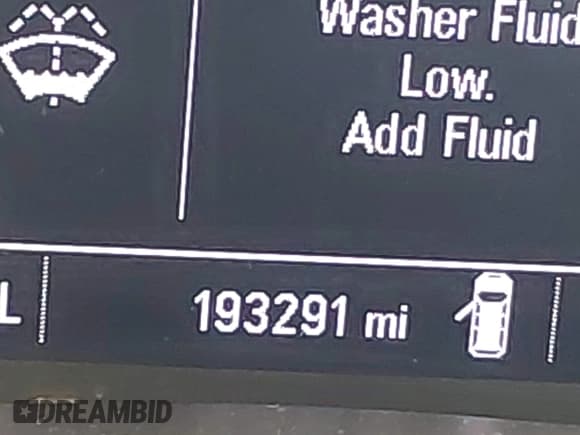 Washer Fluid
Low.
Add Fluid
L
193291 mi
DREAMBID